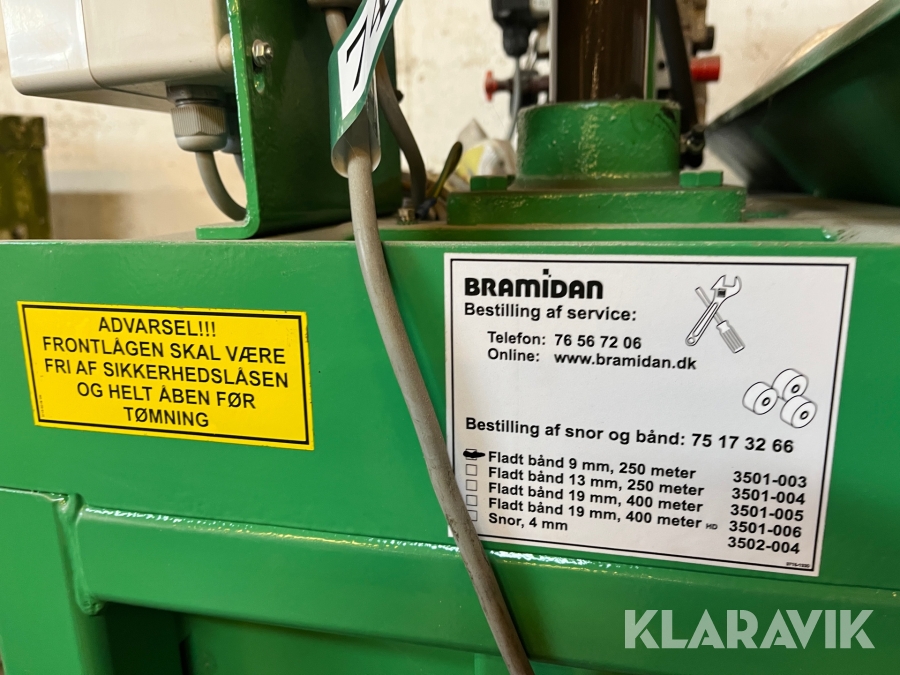 ADVARSEL!!!
FRONTLÅGEN SKAL VÆRE
FRI AF SIKKERHEDSLÅSEN
OG HELT ÅBEN FØR
TØMNING
BRAMIDAN
Bestilling af service:
Telefon: 76 56 72 06
Online: www.bramidan.dk
Bestilling af snor og bånd: 75 17 32 66
Fladt bånd 9 mm, 250 meter 3501-003
Fladt bånd 13 mm, 250 meter 3501-004
Fladt bånd 19 mm, 400 meter 3501-005
Fladt bånd 19 mm, 400 meter HD 3501-006
Snor, 4 mm 3502-004
KLARAVIK